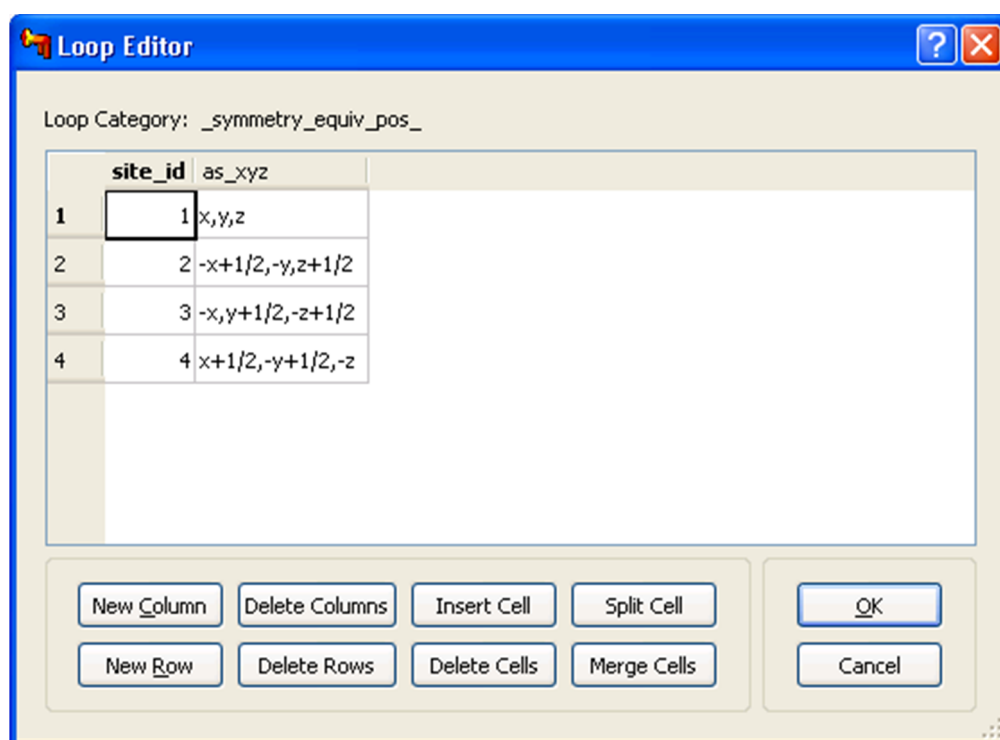 Loop Editor
Loop Category: _symmetry_equiv_pos_
site_id as_xyz
1 1 x,y,z
2 2 -x+1/2,-y,z+1/2
3 3 -x,y+1/2,-z+1/2
4 4 x+1/2,-y+1/2,-z
New Column Delete Columns Insert Cell Split Cell OK
New Row Delete Rows Delete Cells Merge Cells Cancel